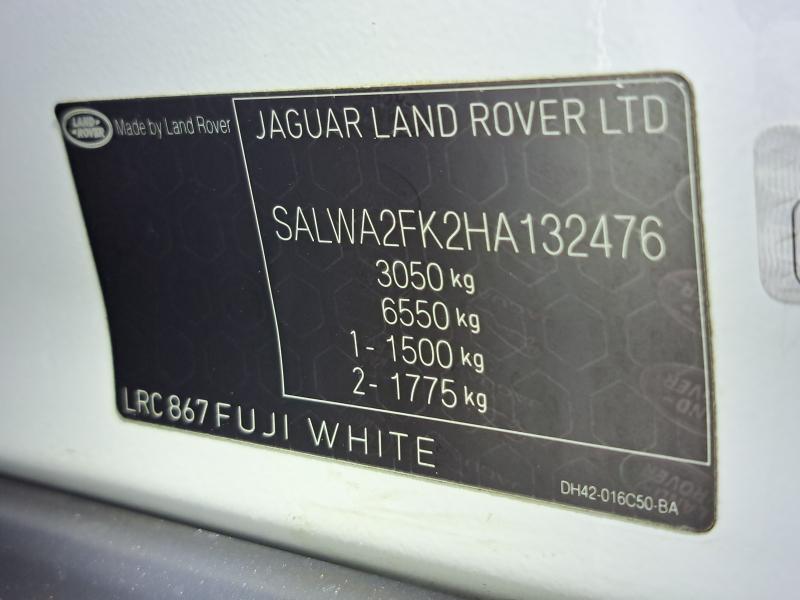 LAND ROVER
Made by Land Rover
JAGUAR LAND ROVER LTD
SALWA2FK2HA132476
3050 kg
6550 kg
1- 1500 kg
2- 1775 kg
LRC 867 FUJI WHITE
DH42-016C50-BA